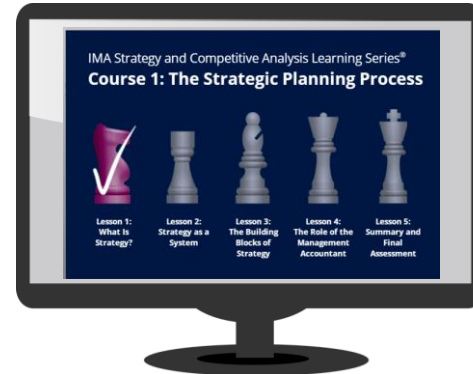 IMA Strategy and Competitive Analysis Learning Series®
Course 1: The Strategic Planning Process
Lesson 1:
What Is
Strategy?
Lesson 2:
Strategy as a
System
Lesson 3:
The Building
Blocks of
Strategy
Lesson 4:
The Role of the
Management
Accountant
Lesson 5:
Summary and
Final
Assessment